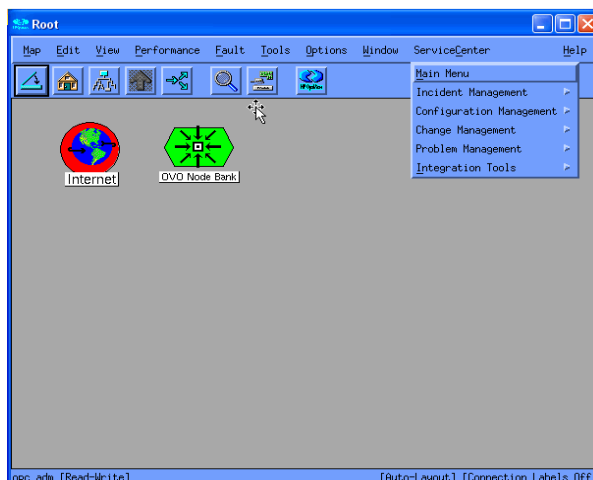 Root
Map Edit View Performance Fault Tools Options Window ServiceCenter Help
Main Menu
Incident Management
Configuration Management
Change Management
Problem Management
Integration Tools
Internet
OVO Node Bank
opc_adm [Read-Write] [Auto-Layout] [Connection Labels Off